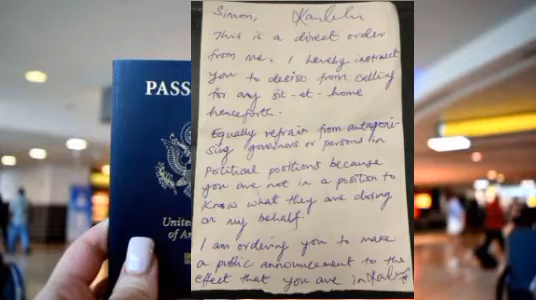 Simon,
This is a direct order
from me. I hereby instruct
you to desist from calling
for any sit-at-home
henceforth.
Equally refrain from antagoni-
sing governors or persons in
political positions because
you are not in a position to
know what they are doing
on my behalf.
I am ordering you to make
a public announcement to the
effect that you are in
PASS
United
of A